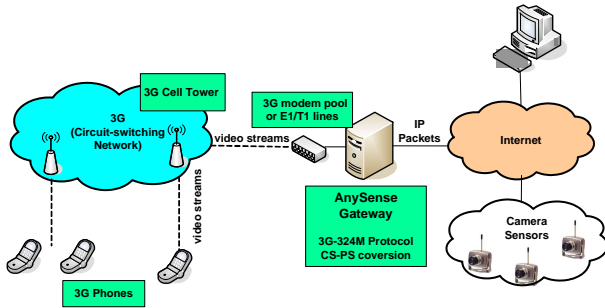 3G Cell Tower
3G
(Circuit-switching
Network)
3G modem pool
or E1/T1 lines
video streams
IP
Packets
Internet
video streams
AnySense
Gateway
3G-324M Protocol
CS-PS coversion
Camera
Sensors
3G Phones